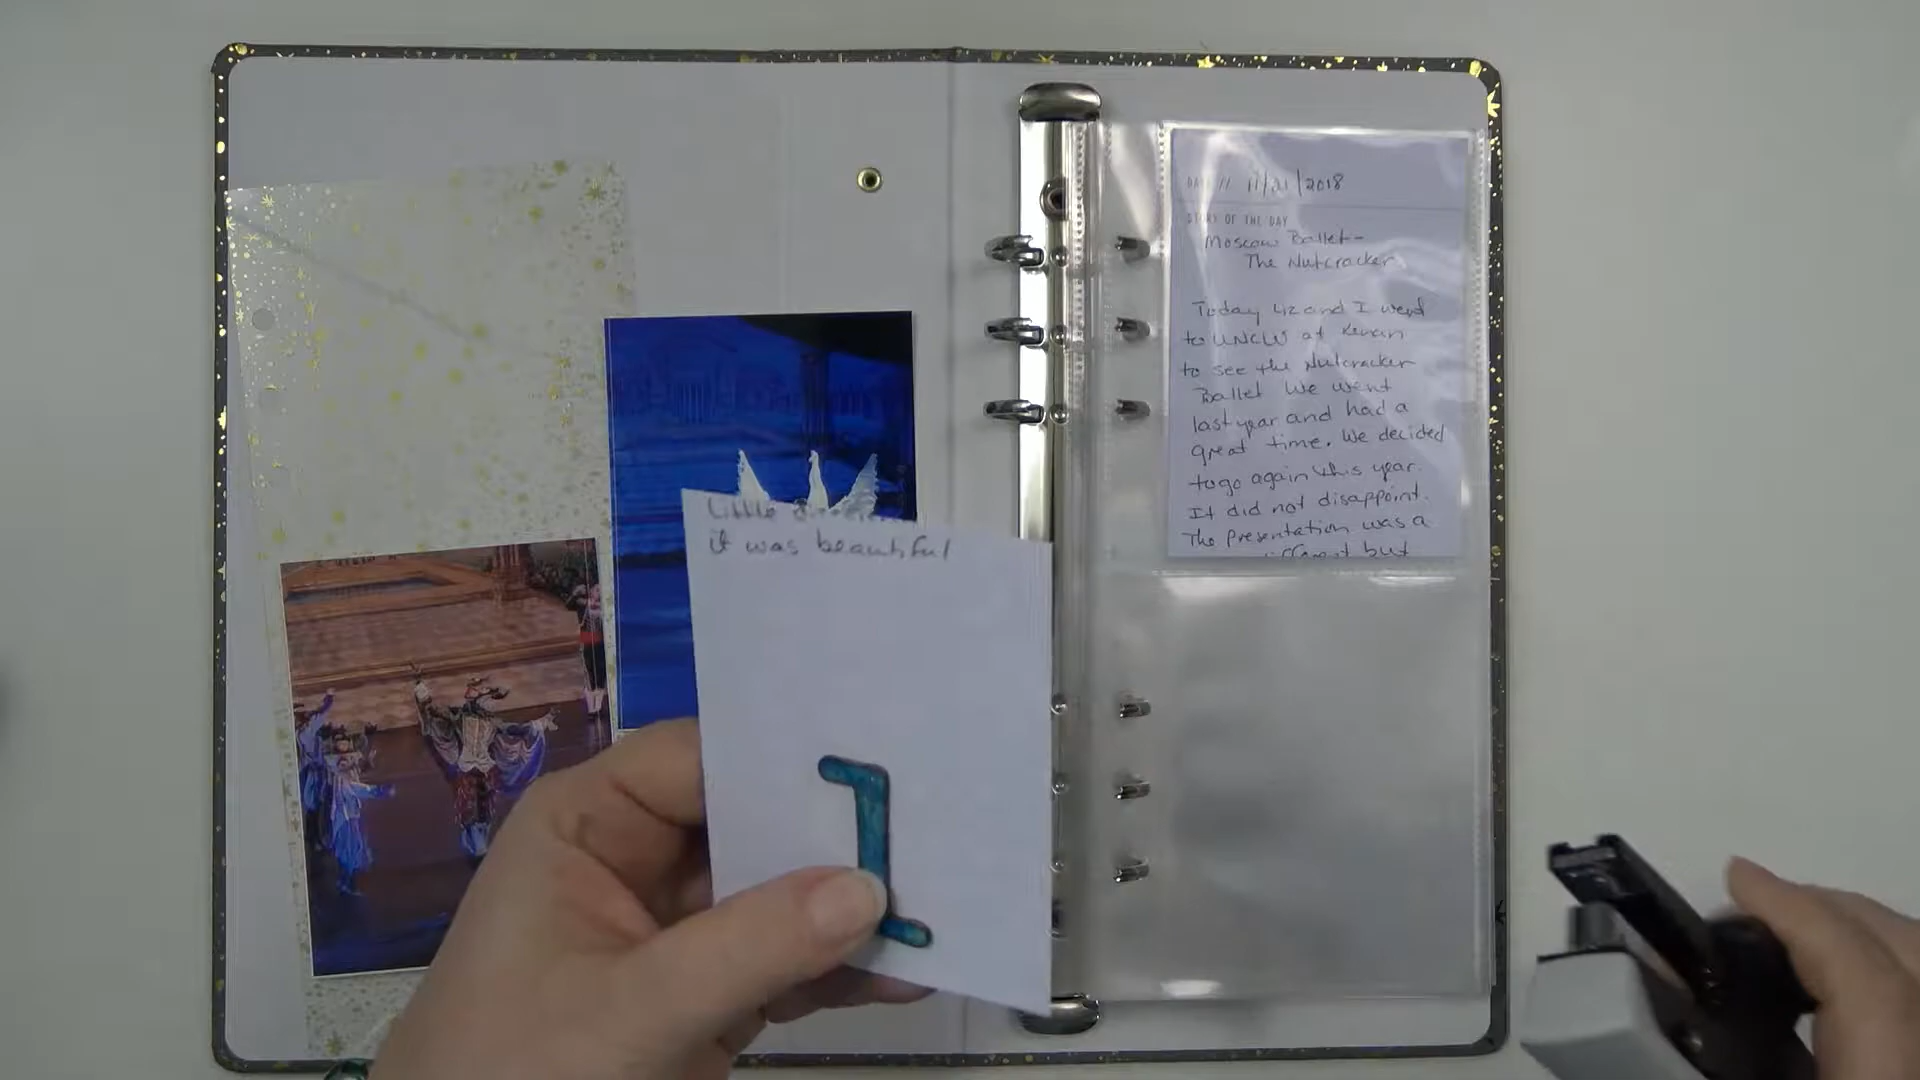 DATE // 11/21/2018
STORY OF THE DAY
Moscow Ballet-
The Nutcracker
Today Liz and I went
to UNCW at Kenan
to see the Nutcracker
Ballet We went
last year and had a
great time. We decided
to go again this year.
It did not disappoint.
The presentation was a
but
Little
it was beautiful